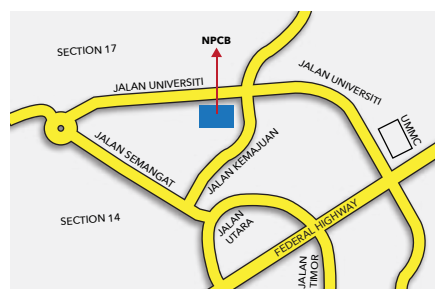 NPCB
SECTION 17
JALAN UNIVERSITI
JALAN UNIVERSITI
UMMC
JALAN SEMANGAT
JALAN KEMAJUAN
SECTION 14
JALAN
UTARA
FEDERAL HIGHWAY
JALAN
TIMOR